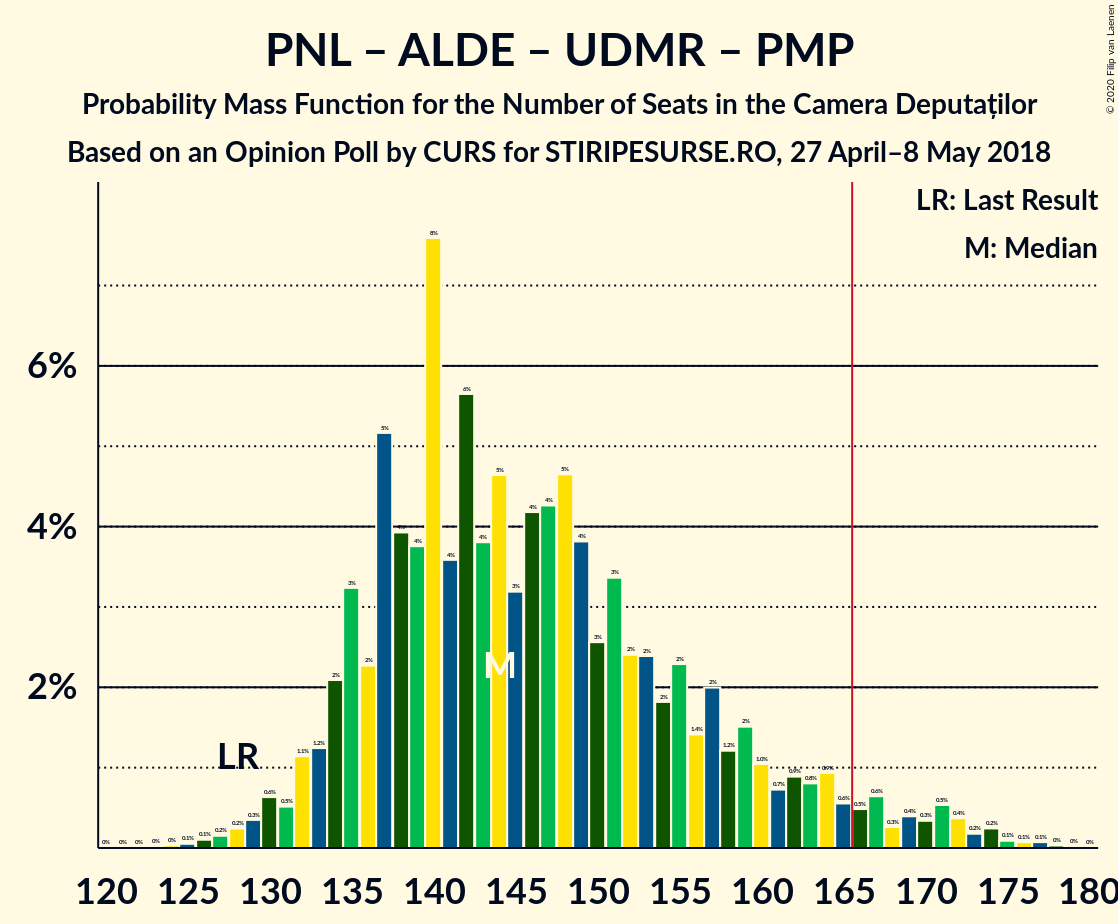 PNL – ALDE – UDMR – PMP
Probability Mass Function for the Number of Seats in the Camera Deputaților
Based on an Opinion Poll by CURS for STIRIPESURSE.RO, 27 April–8 May 2018
© 2020 Filip van Laenen
LR: Last Result
M: Median
6%
4%
2%
0% 0% 0% 0% 0% 0.1% 0.1% 0.2% 0.2% 0.3% 0.6% 0.5% 1.1% 1.2% 2% 3% 2% 5% 4% 4% 8% 4% 6% 4% 5% 3% 4% 4% 5% 4% 3% 3% 2% 2% 2% 2% 1.4% 2% 1.2% 2% 1.0% 0.7% 0.9% 0.8% 0.9% 0.6% 0.5% 0.6% 0.3% 0.4% 0.3% 0.5% 0.4% 0.2% 0.2% 0.1% 0.1% 0.1% 0% 0% 0%
M
LR
120 125 130 135 140 145 150 155 160 165 170 175 180